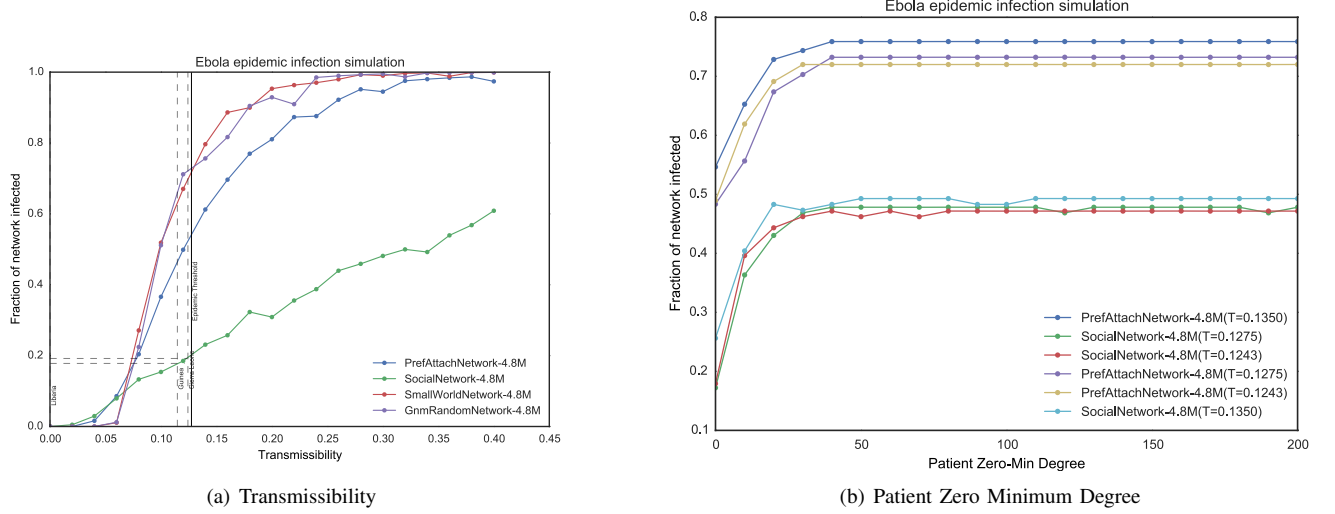 Ebola epidemic infection simulation
Fraction of network infected
1.0
0.8
0.6
0.4
0.2
0.0
Liberia
Guinea
Epidemic Threshold
PrefAttachNetwork-4.8M
SocialNetwork-4.8M
SmallWorldNetwork-4.8M
GnmRandomNetwork-4.8M
0.00 0.05 0.10 0.15 0.20 0.25 0.30 0.35 0.40 0.45
Transmissibility
(a) Transmissibility
Ebola epidemic infection simulation
Fraction of network infected
0.8
0.7
0.6
0.5
0.4
0.3
0.2
0.1
PrefAttachNetwork-4.8M(T=0.1350)
SocialNetwork-4.8M(T=0.1275)
SocialNetwork-4.8M(T=0.1243)
PrefAttachNetwork-4.8M(T=0.1275)
PrefAttachNetwork-4.8M(T=0.1243)
SocialNetwork-4.8M(T=0.1350)
0 50 100 150 200
Patient Zero-Min Degree
(b) Patient Zero Minimum Degree